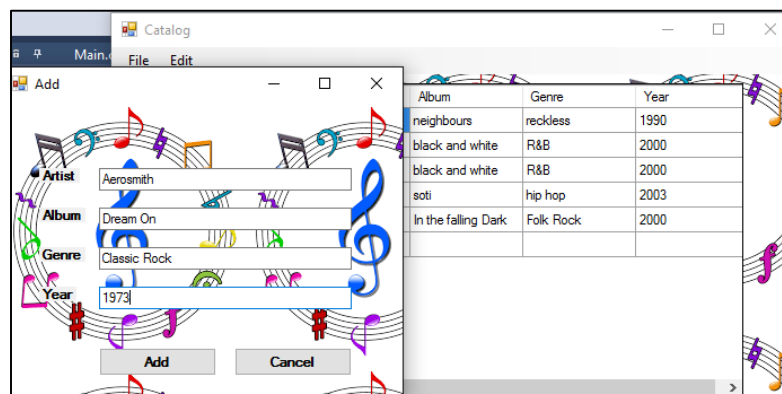 Catalog
Main.
File Edit
Add
Album Genre Year
neighbours reckless 1990
black and white R&B 2000
black and white R&B 2000
soti hip hop 2003
In the falling Dark Folk Rock 2000
Artist Aerosmith
Album Dream On
Genre Classic Rock
Year 1973
Add Cancel